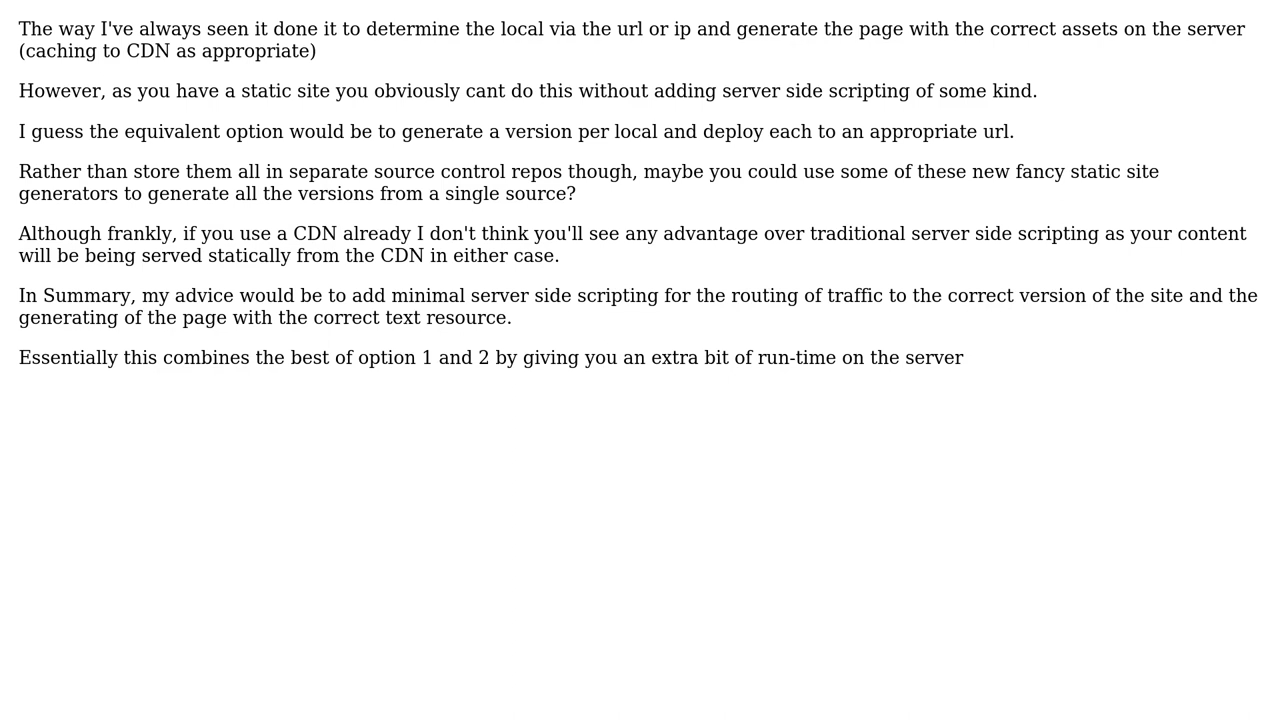 The way I've always seen it done it to determine the local via the url or ip and generate the page with the correct assets on the server
(caching to CDN as appropriate)
However, as you have a static site you obviously cant do this without adding server side scripting of some kind.
I guess the equivalent option would be to generate a version per local and deploy each to an appropriate url.
Rather than store them all in separate source control repos though, maybe you could use some of these new fancy static site
generators to generate all the versions from a single source?
Although frankly, if you use a CDN already I don't think you'll see any advantage over traditional server side scripting as your content
will be being served statically from the CDN in either case.
In Summary, my advice would be to add minimal server side scripting for the routing of traffic to the correct version of the site and the
generating of the page with the correct text resource.
Essentially this combines the best of option 1 and 2 by giving you an extra bit of run-time on the server